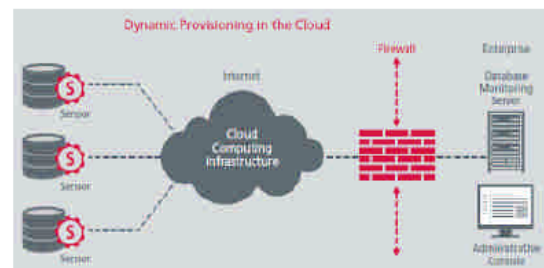 Dynamic Provisioning in the Cloud
Firewall
Enterprise
Internet
Database
Monitoring
Server
S
Sensor
Cloud
Computing
Infrastructure
S
Sensor
S
Sensor
Administrative
Console